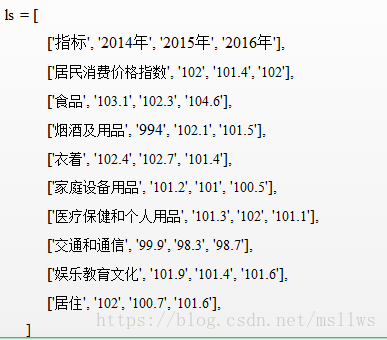 ls = [
['指标', '2014年', '2015年', '2016年'],
['居民消费价格指数', '102', '101.4', '102'],
['食品', '103.1', '102.3', '104.6'],
['烟酒及用品', '994', '102.1', '101.5'],
['衣着', '102.4', '102.7', '101.4'],
['家庭设备用品', '101.2', '101', '100.5'],
['医疗保健和个人用品', '101.3', '102', '101.1'],
['交通和通信', '99.9', '98.3', '98.7'],
['娱乐教育文化', '101.9', '101.4', '101.6'],
['居住', '102', '100.7', '101.6'],
]
https://blog.csdn.net/msllws